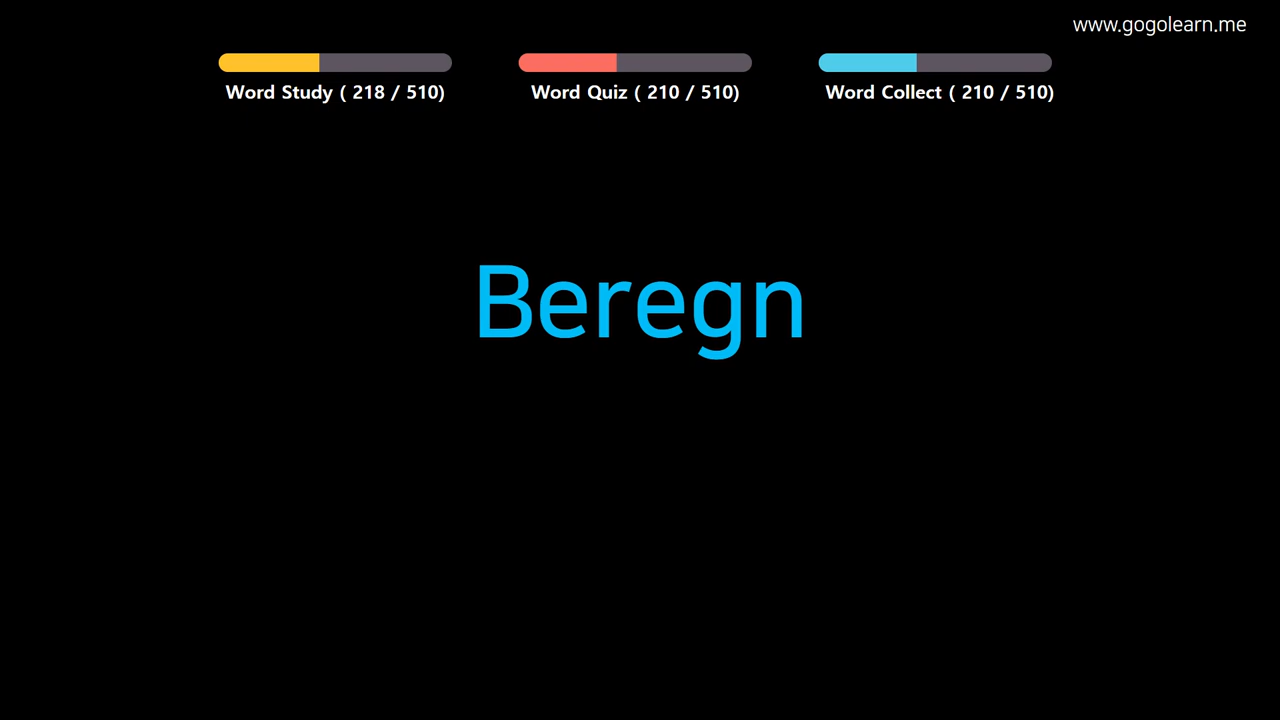 www.gogolearn.me
Word Study ( 218 / 510)
Word Quiz ( 210 / 510)
Word Collect ( 210 / 510)
Beregn